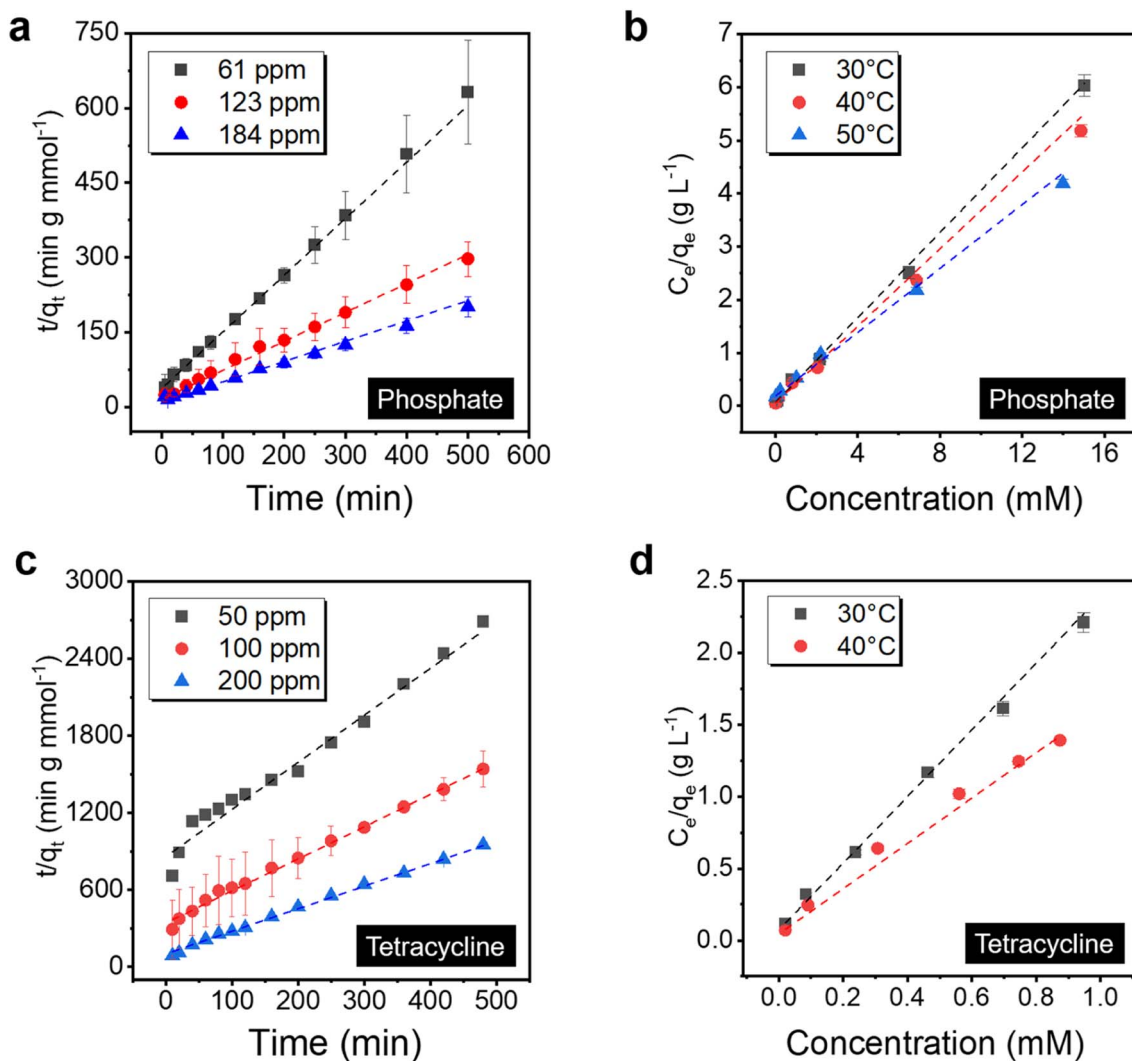 a
750
600
450
300
150
0
t/qₜ (min g mmol⁻¹)
61 ppm
123 ppm
184 ppm
Phosphate
0 100 200 300 400 500 600
Time (min)
b
7
6
5
4
3
2
1
0
Cₑ/qₑ (g L⁻¹)
30°C
40°C
50°C
Phosphate
0 4 8 12 16
Concentration (mM)
c
3000
2400
1800
1200
600
0
t/qₜ (min g mmol⁻¹)
50 ppm
100 ppm
200 ppm
Tetracycline
0 100 200 300 400 500
Time (min)
d
2.5
2.0
1.5
1.0
0.5
0.0
Cₑ/qₑ (g L⁻¹)
30°C
40°C
Tetracycline
0.0 0.2 0.4 0.6 0.8 1.0
Concentration (mM)